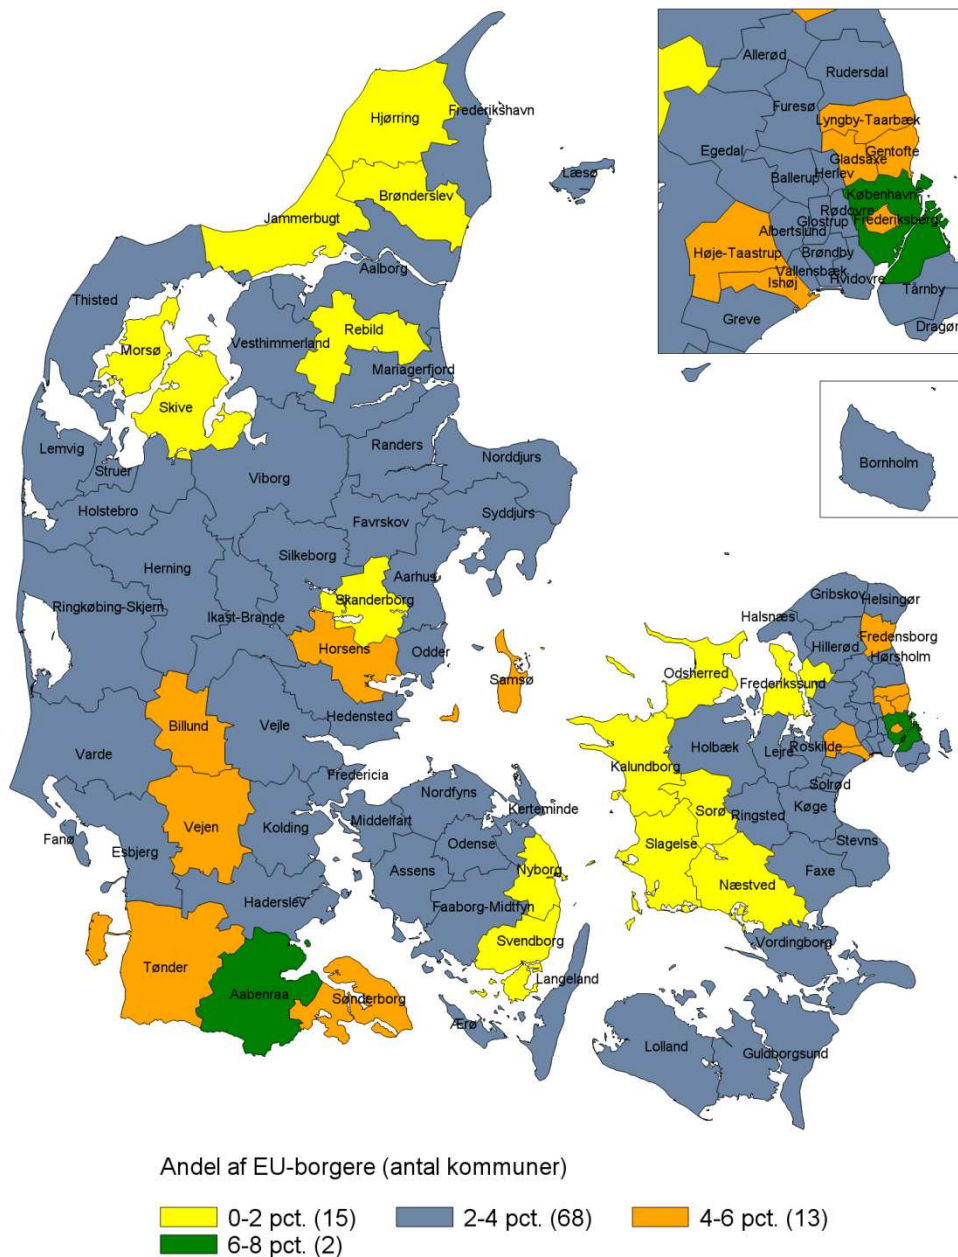 Allerød
Rudersdal
Furesø
Lyngby-Taarbæk
Egedal
Gladsaxe
Gentofte
Ballerup
Herlev
København
Rødovre
Frederiksberg
Glostrup
Albertslund
Høje-Taastrup
Brøndby
Vallensbæk
Ishøj
Hvidovre
Tårnby
Greve
Dragør
Hjørring
Frederikshavn
Læsø
Brønderslev
Jammerbugt
Aalborg
Thisted
Vesthimmerland
Rebild
Morsø
Mariagerfjord
Skive
Lemvig
Struer
Viborg
Randers
Norddjurs
Bornholm
Holstebro
Favrskov
Syddjurs
Silkeborg
Herning
Aarhus
Skanderborg
Ringkøbing-Skjern
Ikast-Brande
Horsens
Odder
Samsø
Hedensted
Billund
Vejle
Varde
Fredericia
Vejen
Kolding
Fanø
Esbjerg
Haderslev
Tønder
Aabenraa
Sønderborg
Nordfyns
Middelfart
Kerteminde
Odense
Assens
Nyborg
Faaborg-Midtfyn
Svendborg
Langeland
Ærø
Gribskov
Helsingør
Halsnæs
Hillerød
Fredensborg
Hørsholm
Odsherred
Frederikssund
Holbæk
Lejre
Roskilde
Kalundborg
Solrød
Sorø
Ringsted
Køge
Slagelse
Stevns
Næstved
Faxe
Vordingborg
Lolland
Guldborgsund
Andel af EU-borgere (antal kommuner)
0-2 pct. (15)
2-4 pct. (68)
4-6 pct. (13)
6-8 pct. (2)